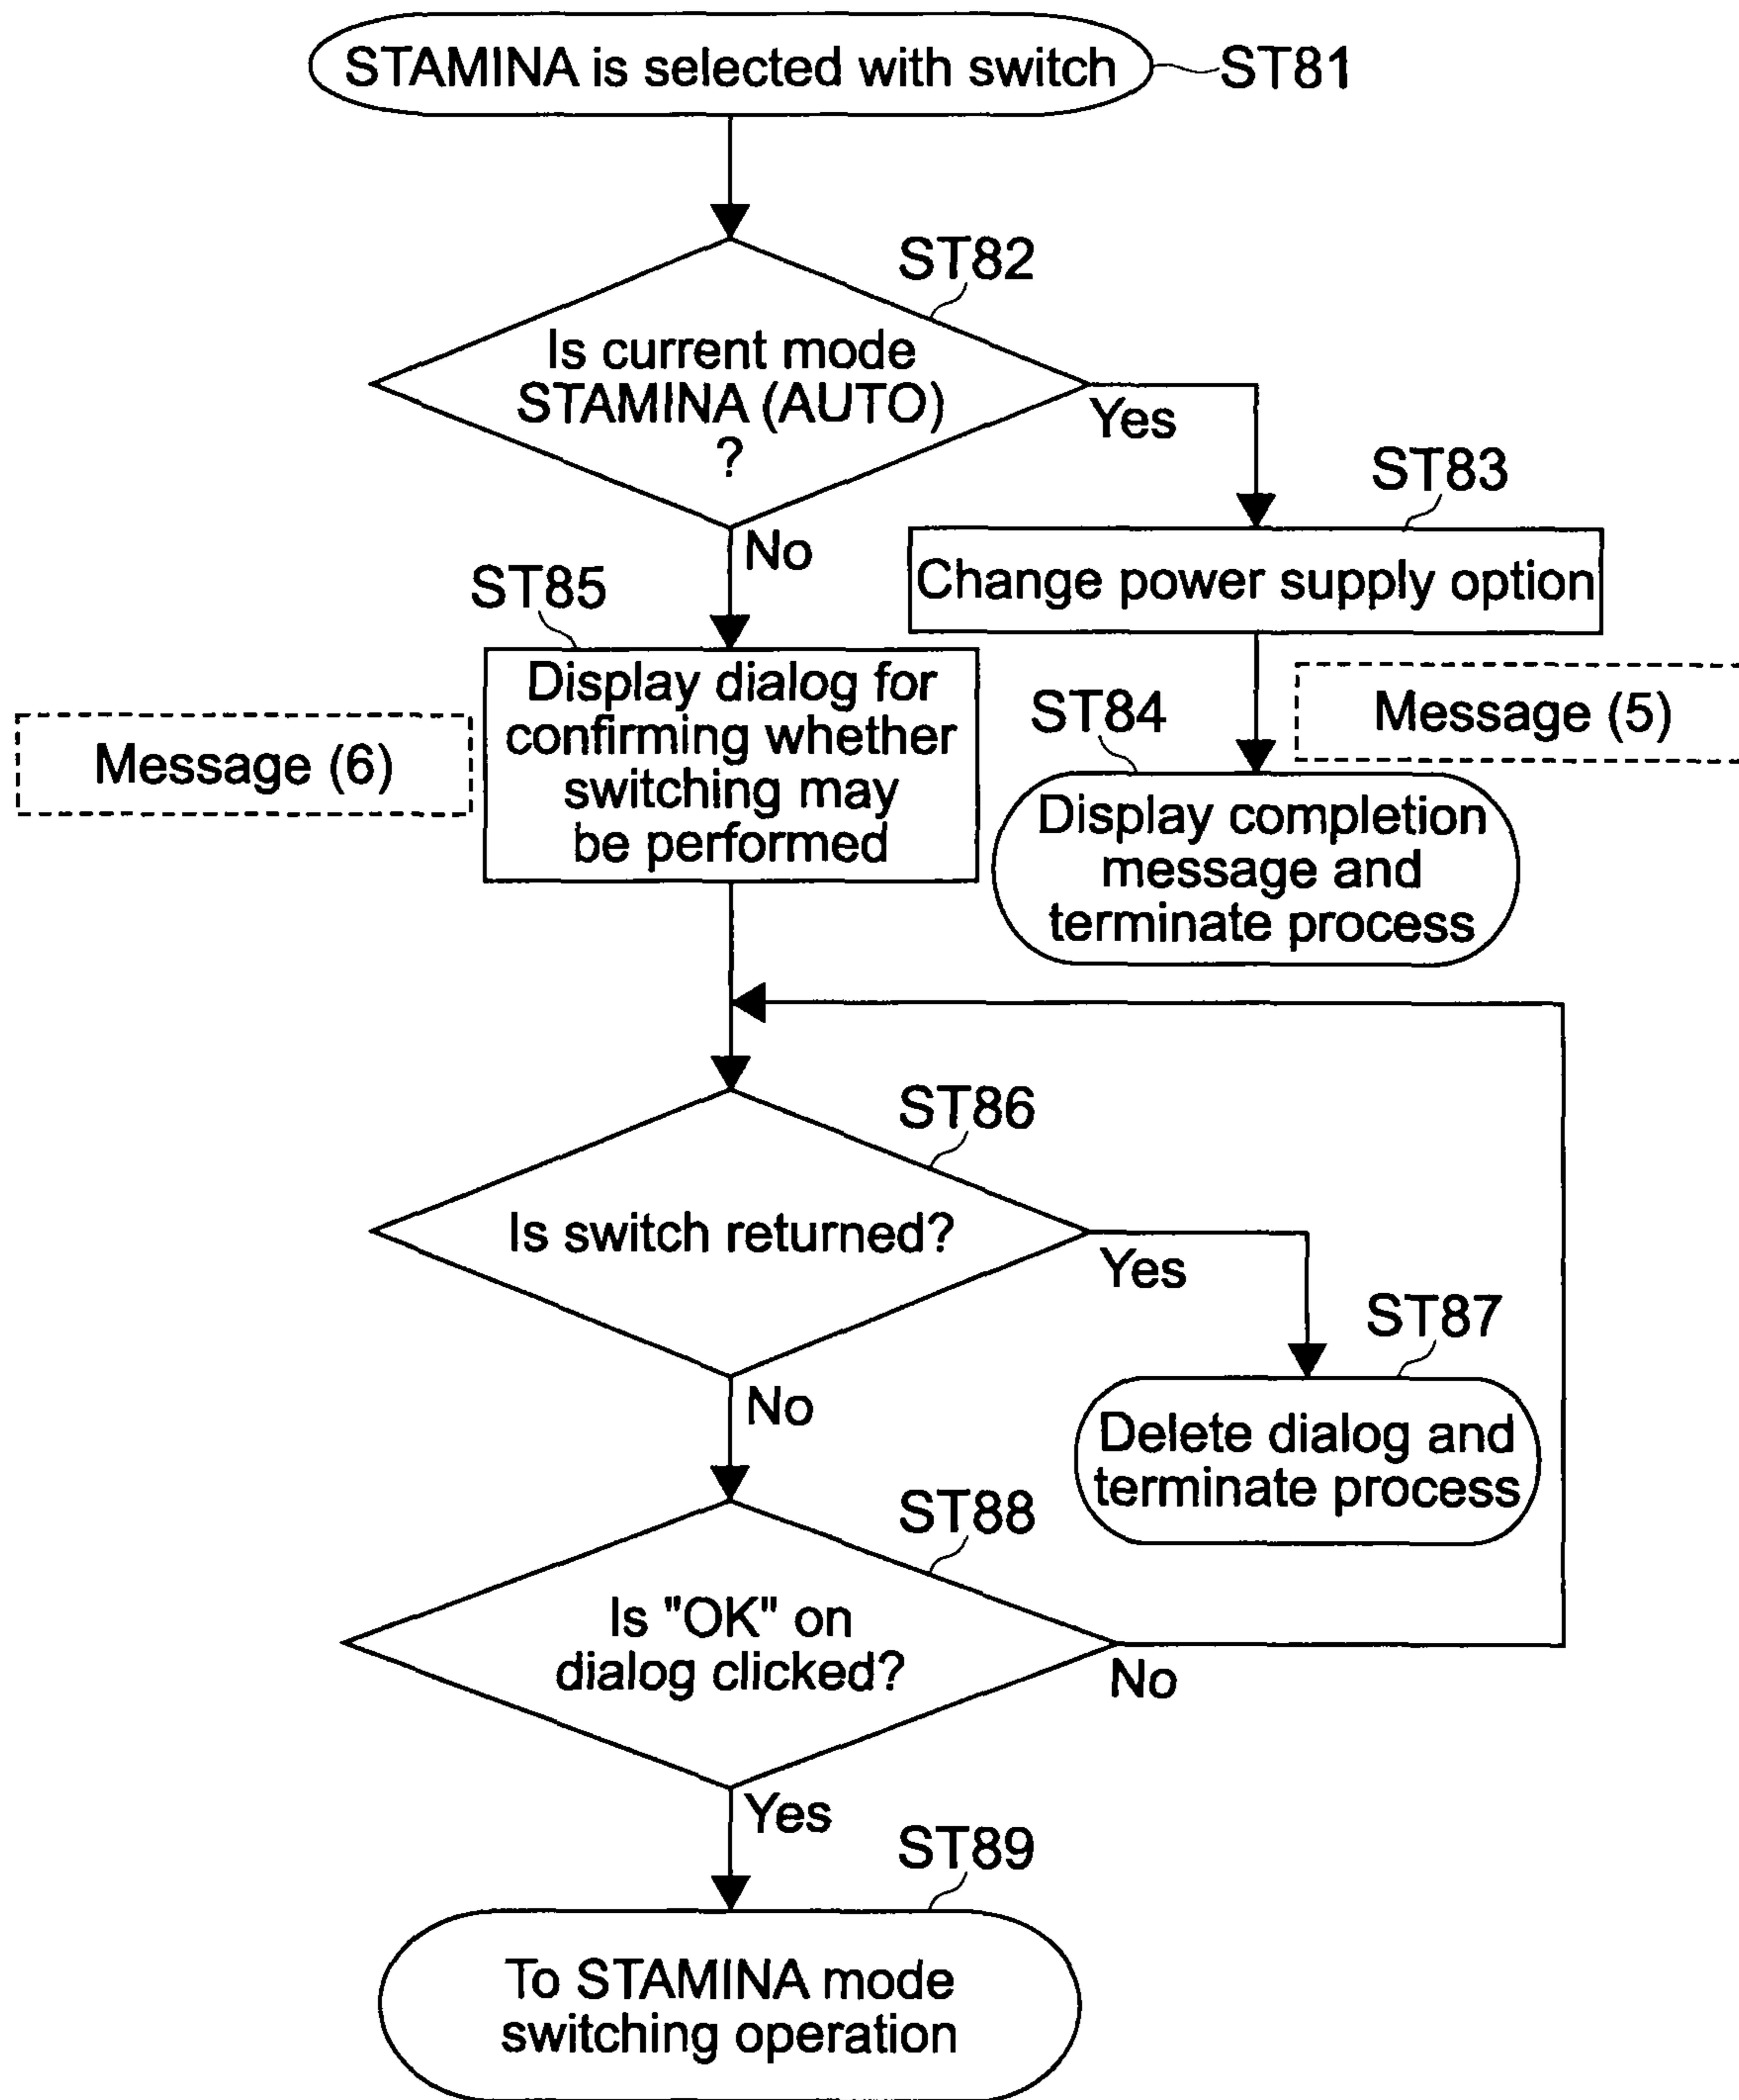 STAMINA is selected with switch
ST81
ST82
Is current mode
STAMINA (AUTO)
?
Yes
No
ST83
Change power supply option
ST85
Display dialog for
confirming whether
switching may
be performed
Message (6)
Message (5)
ST84
Display completion
message and
terminate process
ST86
Is switch returned?
Yes
No
ST87
Delete dialog and
terminate process
ST88
Is "OK" on
dialog clicked?
No
Yes
ST89
To STAMINA mode
switching operation